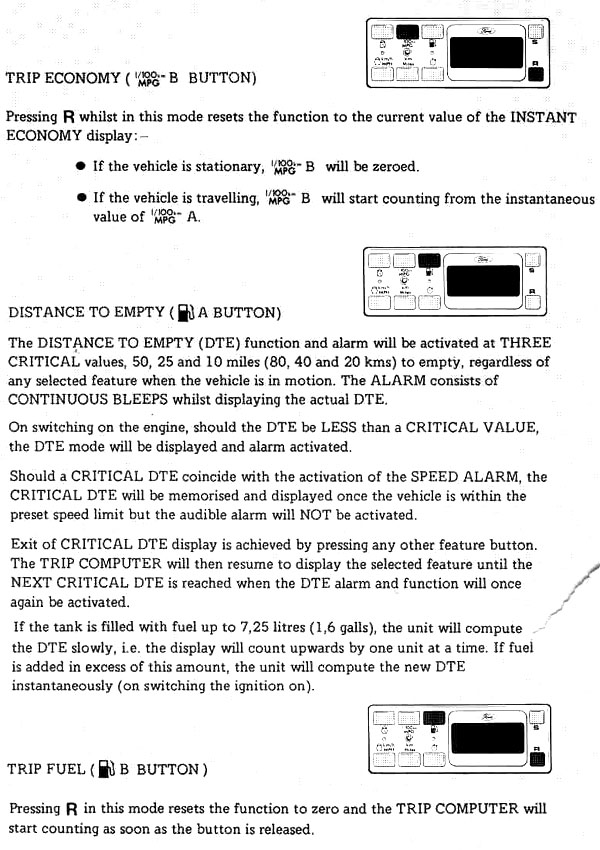 TRIP ECONOMY ( l/100km MPG B BUTTON)
Pressing R whilst in this mode resets the function to the current value of the INSTANT
ECONOMY display:–
● If the vehicle is stationary, MPG B will be zeroed.
● If the vehicle is travelling, MPG B will start counting from the instantaneous
value of MPG A.
DISTANCE TO EMPTY ( A BUTTON)
The DISTANCE TO EMPTY (DTE) function and alarm will be activated at THREE
CRITICAL values, 50, 25 and 10 miles (80, 40 and 20 kms) to empty, regardless of
any selected feature when the vehicle is in motion. The ALARM consists of
CONTINUOUS BLEEPS whilst displaying the actual DTE.
On switching on the engine, should the DTE be LESS than a CRITICAL VALUE,
the DTE mode will be displayed and alarm activated.
Should a CRITICAL DTE coincide with the activation of the SPEED ALARM, the
CRITICAL DTE will be memorised and displayed once the vehicle is within the
preset speed limit but the audible alarm will NOT be activated.
Exit of CRITICAL DTE display is achieved by pressing any other feature button.
The TRIP COMPUTER will then resume to display the selected feature until the
NEXT CRITICAL DTE is reached when the DTE alarm and function will once
again be activated.
If the tank is filled with fuel up to 7,25 litres (1,6 galls), the unit will compute
the DTE slowly, i.e. the display will count upwards by one unit at a time. If fuel
is added in excess of this amount, the unit will compute the new DTE
instantaneously (on switching the ignition on).
TRIP FUEL ( B BUTTON )
Pressing R in this mode resets the function to zero and the TRIP COMPUTER will
start counting as soon as the button is released.